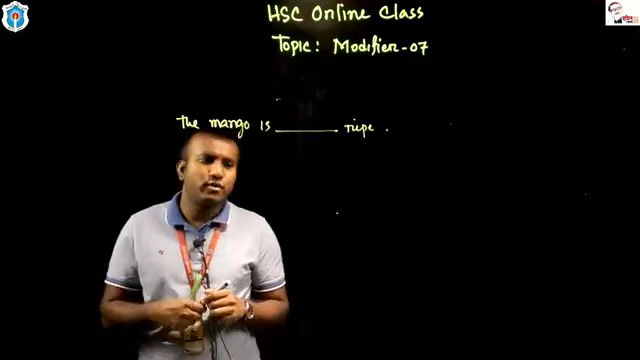 HSC Online Class
Topic: Modifier-07
The mango is ______ ripe.